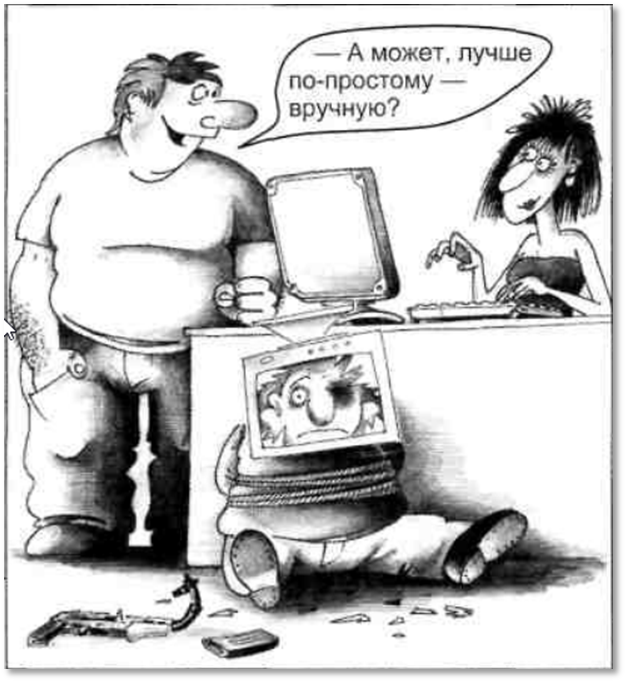 — А может, лучше
по-простому —
вручную?